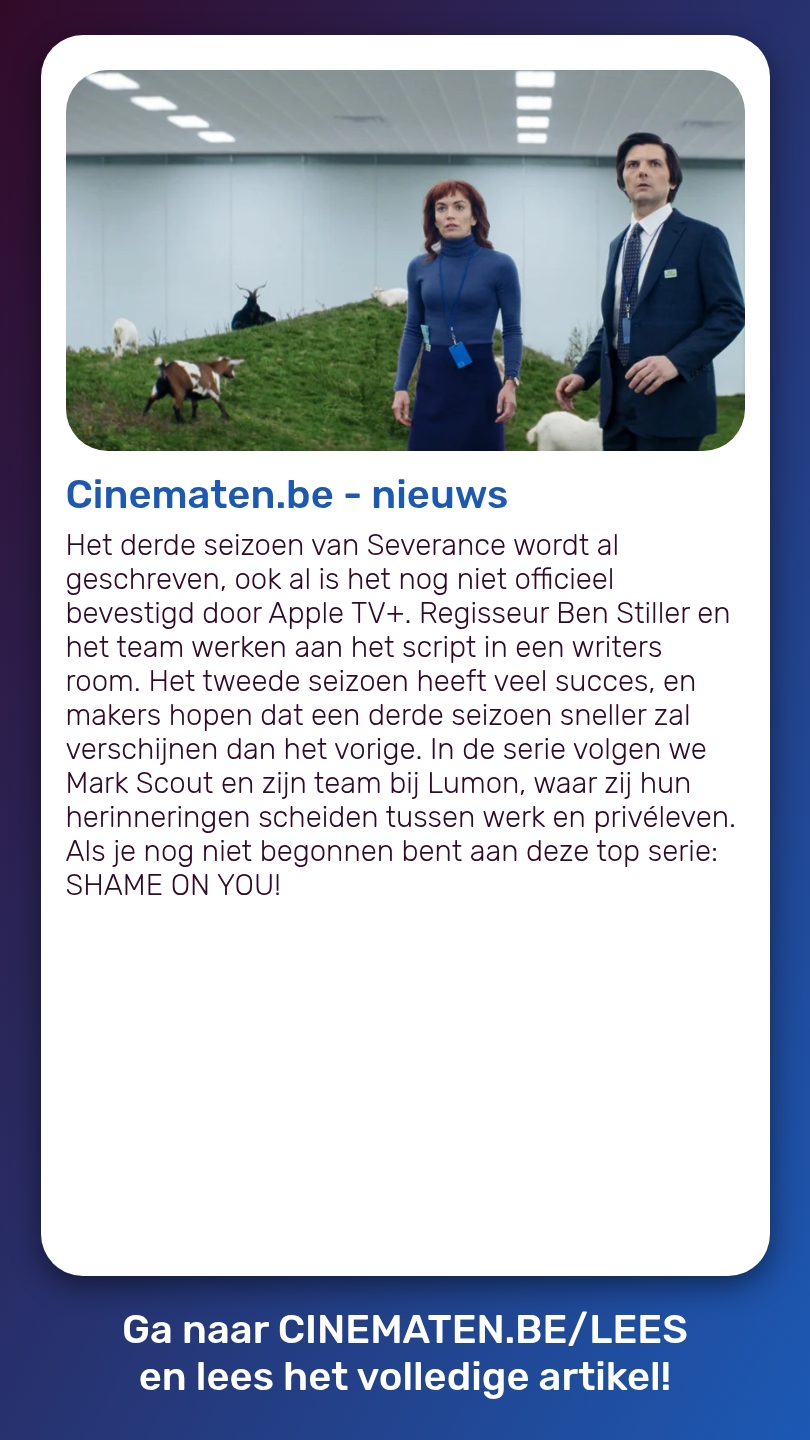 Cinematen.be - nieuws
Het derde seizoen van Severance wordt al
geschreven, ook al is het nog niet officieel
bevestigd door Apple TV+. Regisseur Ben Stiller en
het team werken aan het script in een writers
room. Het tweede seizoen heeft veel succes, en
makers hopen dat een derde seizoen sneller zal
verschijnen dan het vorige. In de serie volgen we
Mark Scout en zijn team bij Lumon, waar zij hun
herinneringen scheiden tussen werk en privéleven.
Als je nog niet begonnen bent aan deze top serie:
SHAME ON YOU!
Ga naar CINEMATEN.BE/LEES
en lees het volledige artikel!